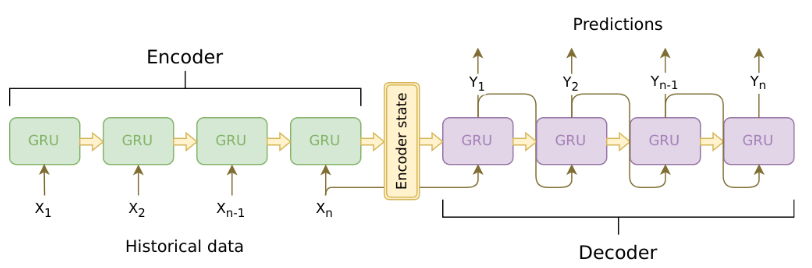 Predictions
Encoder
Y1 Y2 Yn-1 Yn
GRU GRU GRU GRU Encoder state GRU GRU GRU GRU
X1 X2 Xn-1 Xn
Historical data
Decoder